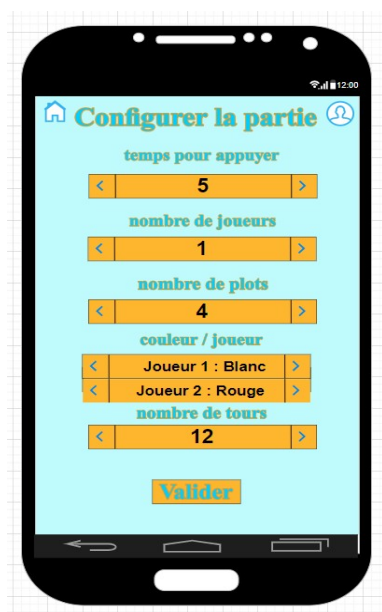 12:00
Configurer la partie
temps pour appuyer
< 5 >
nombre de joueurs
< 1 >
nombre de plots
< 4 >
couleur / joueur
< Joueur 1 : Blanc >
< Joueur 2 : Rouge >
nombre de tours
< 12 >
Valider